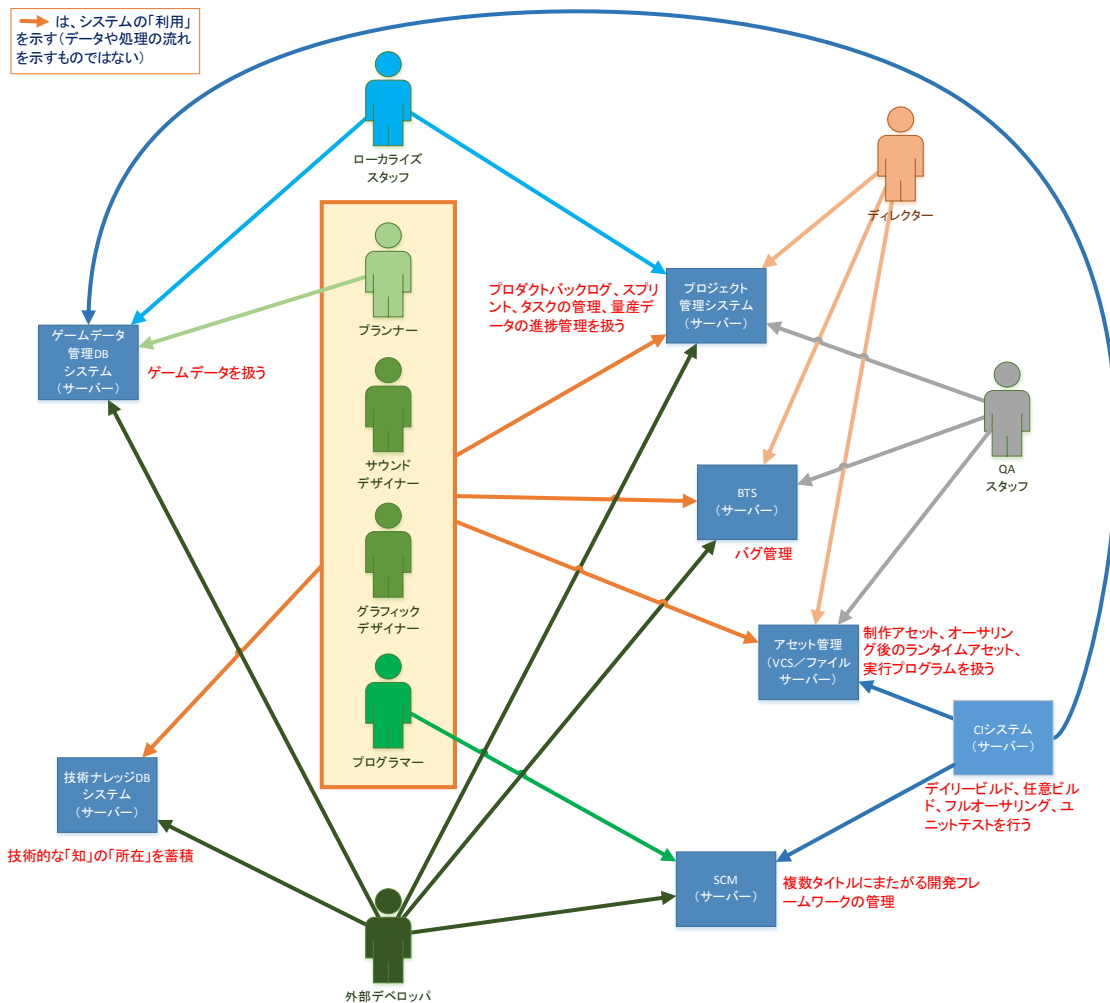 は、システムの「利用」
を示す(データや処理の流れ
を示すものではない)
ローカライズ
スタッフ
ディレクター
プランナー
プロダクトバックログ、スプリ
ント、タスクの管理、量産デ
ータの進捗管理を扱う
プロジェクト
管理システム
(サーバー)
ゲームデータ
管理DB
システム
(サーバー)
ゲームデータを扱う
サウンド
デザイナー
QA
スタッフ
BTS
(サーバー)
バグ管理
グラフィック
デザイナー
アセット管理
(VCS/ファイル
サーバー)
制作アセット、オーサリン
グ後のランタイムアセット、
実行プログラムを扱う
プログラマー
CIシステム
(サーバー)
デイリービルド、任意ビル
ド、フルオーサリング、ユ
ニットテストを行う
技術ナレッジDB
システム
(サーバー)
技術的な「知」の「所在」を蓄積
SCM
(サーバー)
複数タイトルにまたがる開発フレ
ームワークの管理
外部デベロッパ